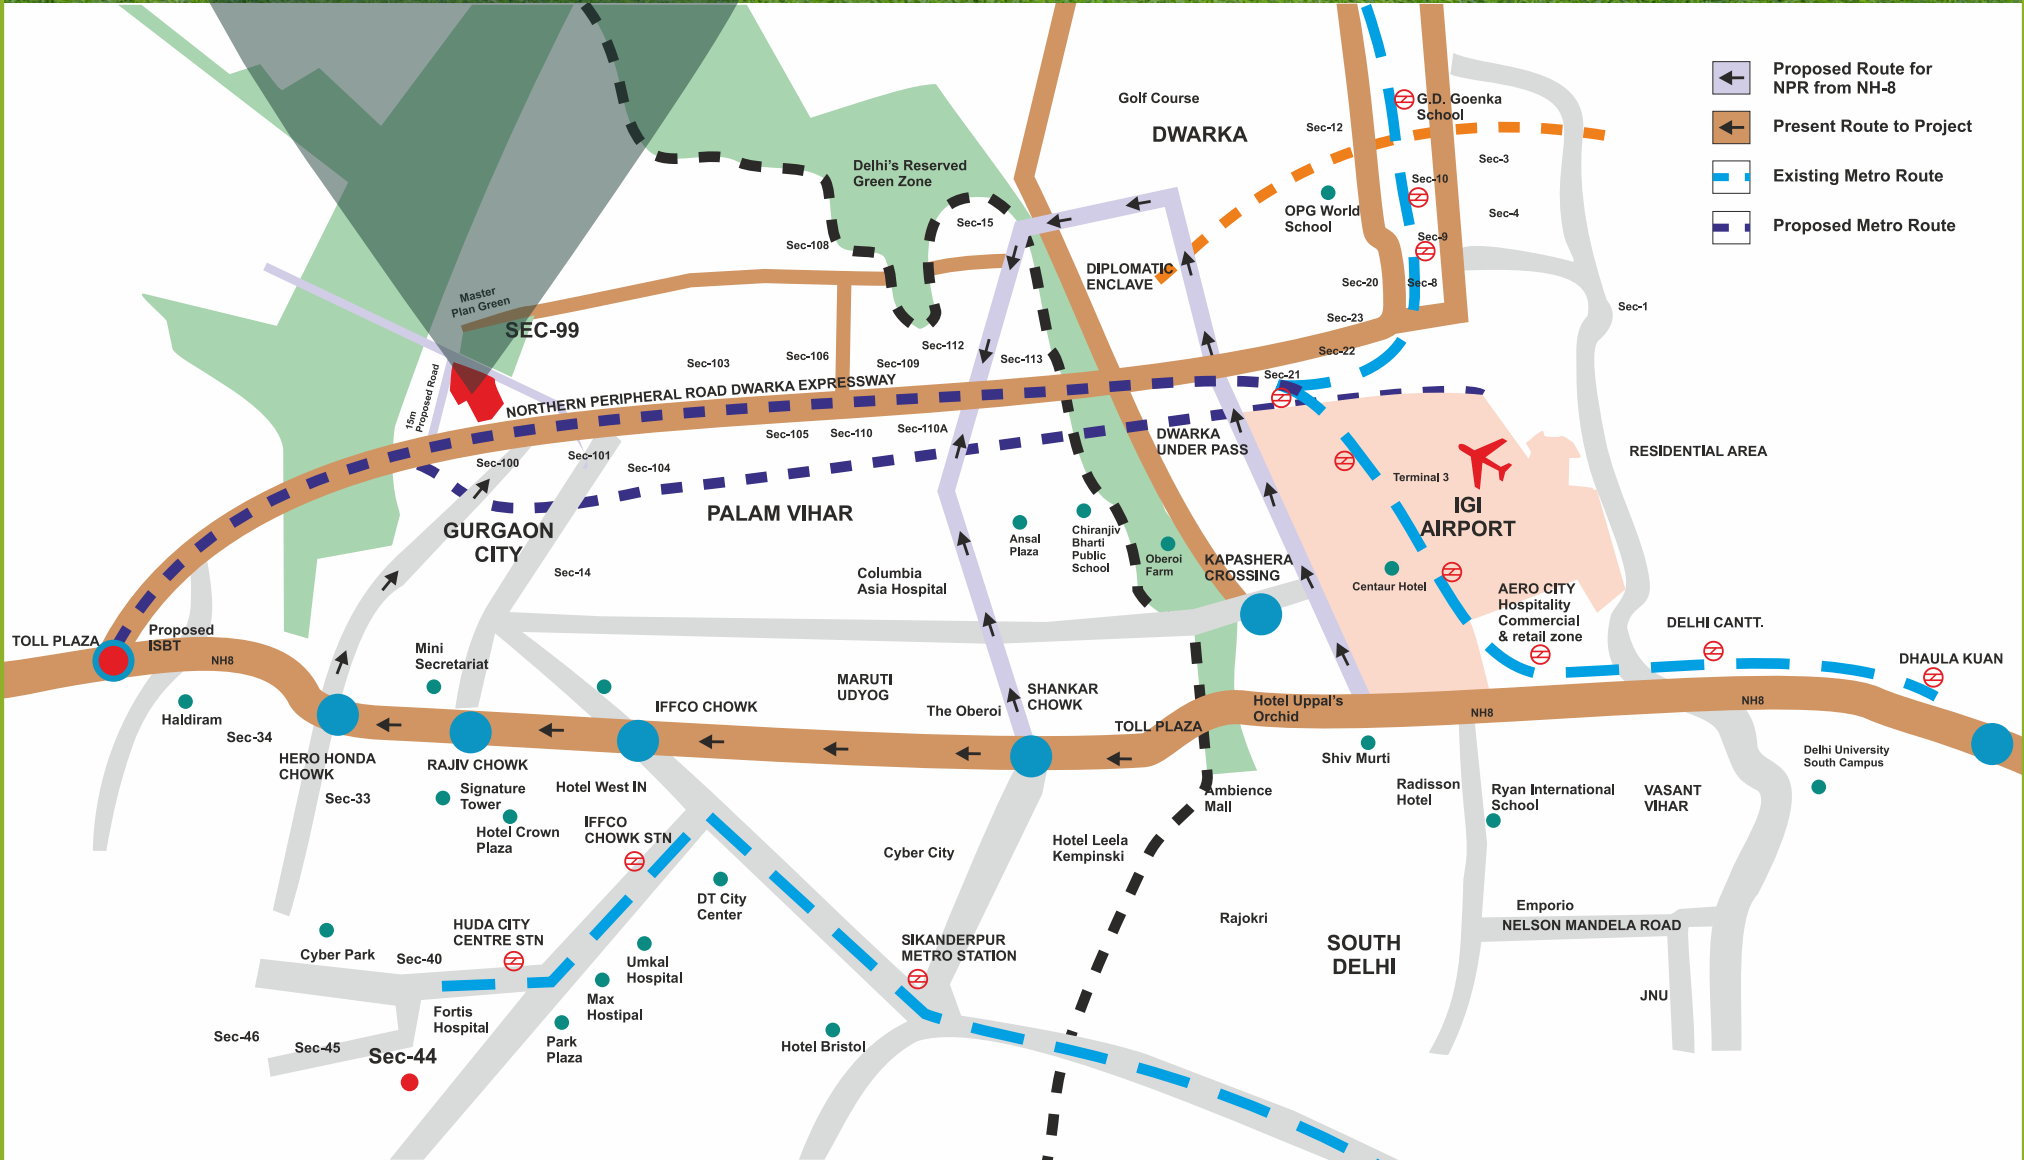 Proposed Route for
NPR from NH-8
Present Route to Project
Existing Metro Route
Proposed Metro Route
Golf Course
DWARKA
Sec-12
G.D. Goenka
School
Sec-3
Sec-10
Sec-4
OPG World
School
Sec-9
Delhi's Reserved
Green Zone
Sec-15
Sec-108
DIPLOMATIC
ENCLAVE
Sec-20
Sec-8
Sec-1
Sec-23
Sec-22
Sec-21
Master
Plan Green
SEC-99
Sec-103
Sec-106
Sec-109
Sec-112
Sec-113
15m
Proposed Road
NORTHERN PERIPHERAL ROAD DWARKA EXPRESSWAY
Sec-105
Sec-110
Sec-110A
Sec-100
Sec-101
Sec-104
DWARKA
UNDER PASS
Terminal 3
IGI
AIRPORT
RESIDENTIAL AREA
GURGAON
CITY
PALAM VIHAR
Ansal
Plaza
Chiranjiv
Bharti
Public
School
Oberoi
Farm
KAPASHERA
CROSSING
Centaur Hotel
Sec-14
Columbia
Asia Hospital
AERO CITY
Hospitality
Commercial
& retail zone
DELHI CANTT.
DHAULA KUAN
TOLL PLAZA
Proposed
ISBT
NH8
Mini
Secretariat
MARUTI
UDYOG
SHANKAR
CHOWK
The Oberoi
IFFCO CHOWK
TOLL PLAZA
Hotel Uppal's
Orchid
NH8
NH8
Haldiram
Sec-34
HERO HONDA
CHOWK
Sec-33
RAJIV CHOWK
Signature
Tower
Hotel Crown
Plaza
Hotel West IN
IFFCO
CHOWK STN
Shiv Murti
Ambience
Mall
Radisson
Hotel
Ryan International
School
VASANT
VIHAR
Delhi University
South Campus
Cyber City
Hotel Leela
Kempinski
DT City
Center
Rajokri
Emporio
NELSON MANDELA ROAD
SOUTH
DELHI
JNU
HUDA CITY
CENTRE STN
Cyber Park
Sec-40
Umkal
Hospital
Max
Hostipal
SIKANDERPUR
METRO STATION
Fortis
Hospital
Park
Plaza
Hotel Bristol
Sec-46
Sec-45
Sec-44